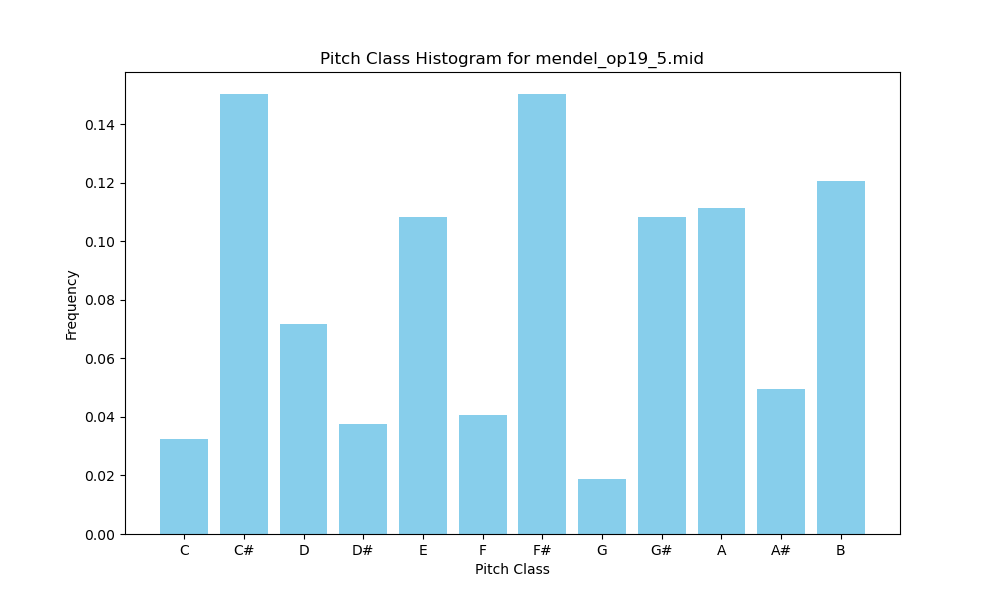 Pitch Class Histogram for mendel_op19_5.mid
0.14
0.12
0.10
0.08
0.06
0.04
0.02
0.00
Frequency
C C# D D# E F F# G G# A A# B
Pitch Class